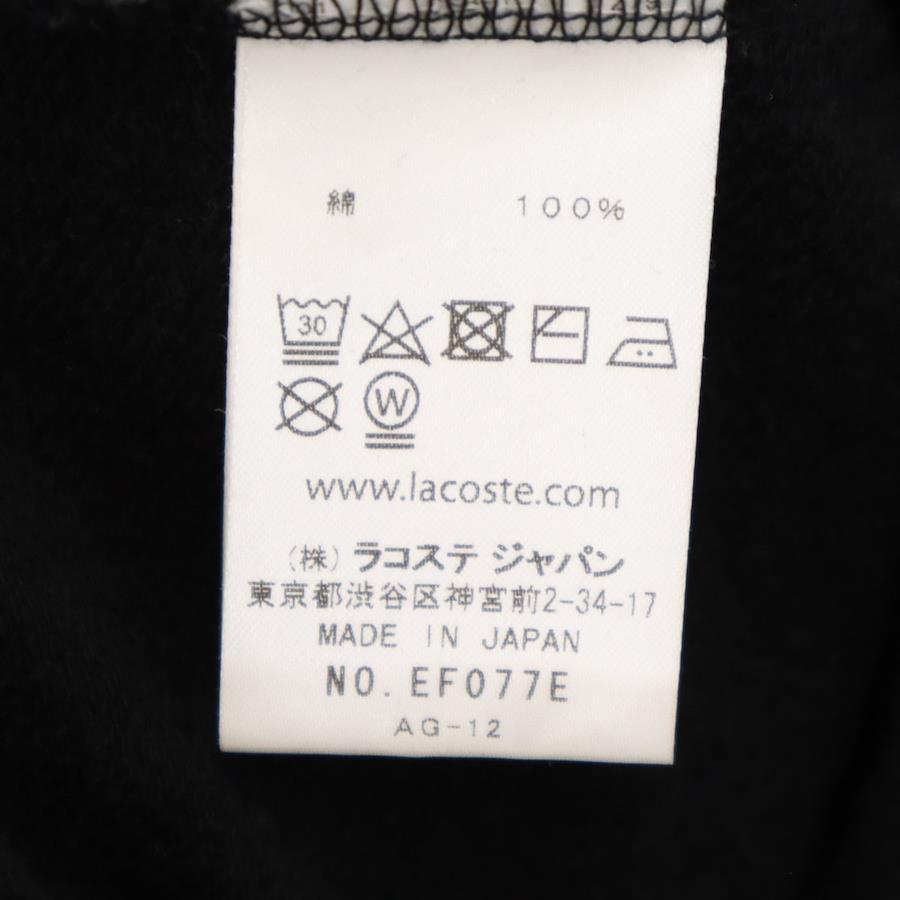 綿 100%
30
W
www.lacoste.com
(株) ラコステ ジャパン
東京都渋谷区神宮前2-34-17
MADE IN JAPAN
NO. EF077E
AG-12